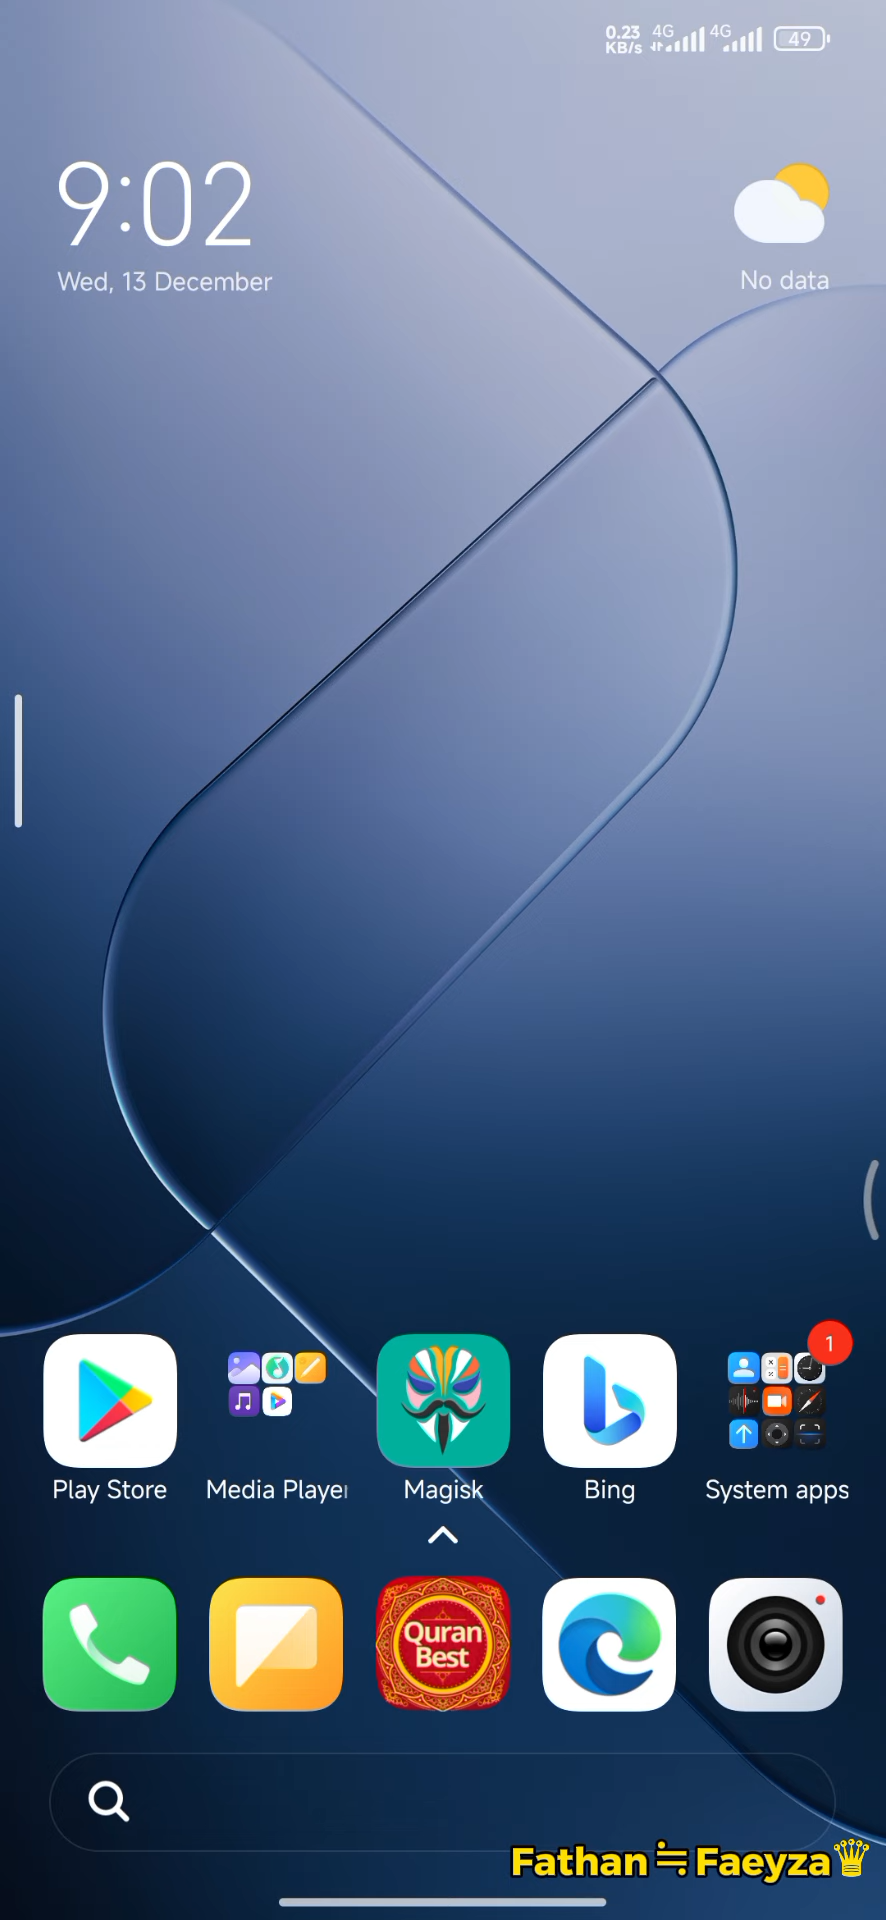 0.23 4G 4G 49
KB/s
9:02
Wed, 13 December
No data
1
Play Store
Media Player
Magisk
Bing
System apps
Quran
Best
Fathan≒Faeyza♛